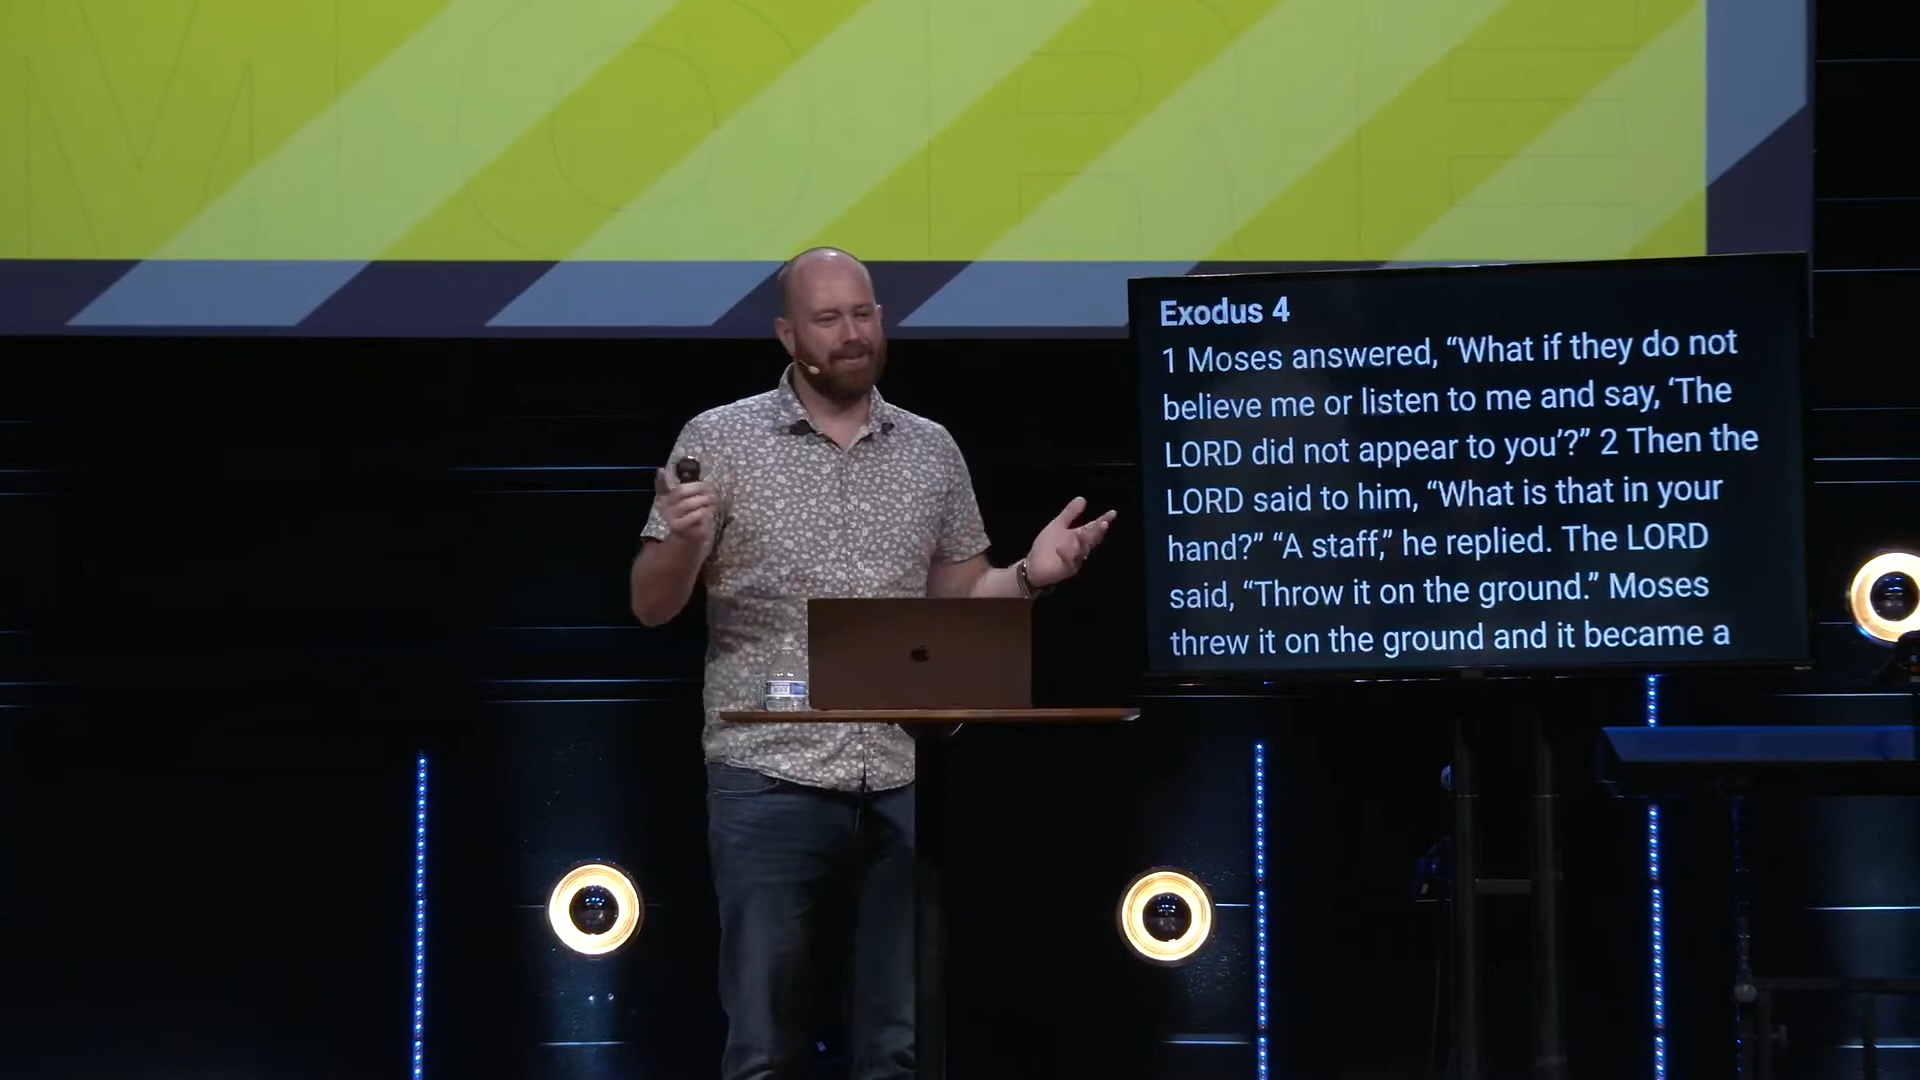 MORE
Exodus 4
1 Moses answered, “What if they do not
believe me or listen to me and say, ‘The
LORD did not appear to you’?” 2 Then the
LORD said to him, “What is that in your
hand?” “A staff,” he replied. The LORD
said, “Throw it on the ground.” Moses
threw it on the ground and it became a